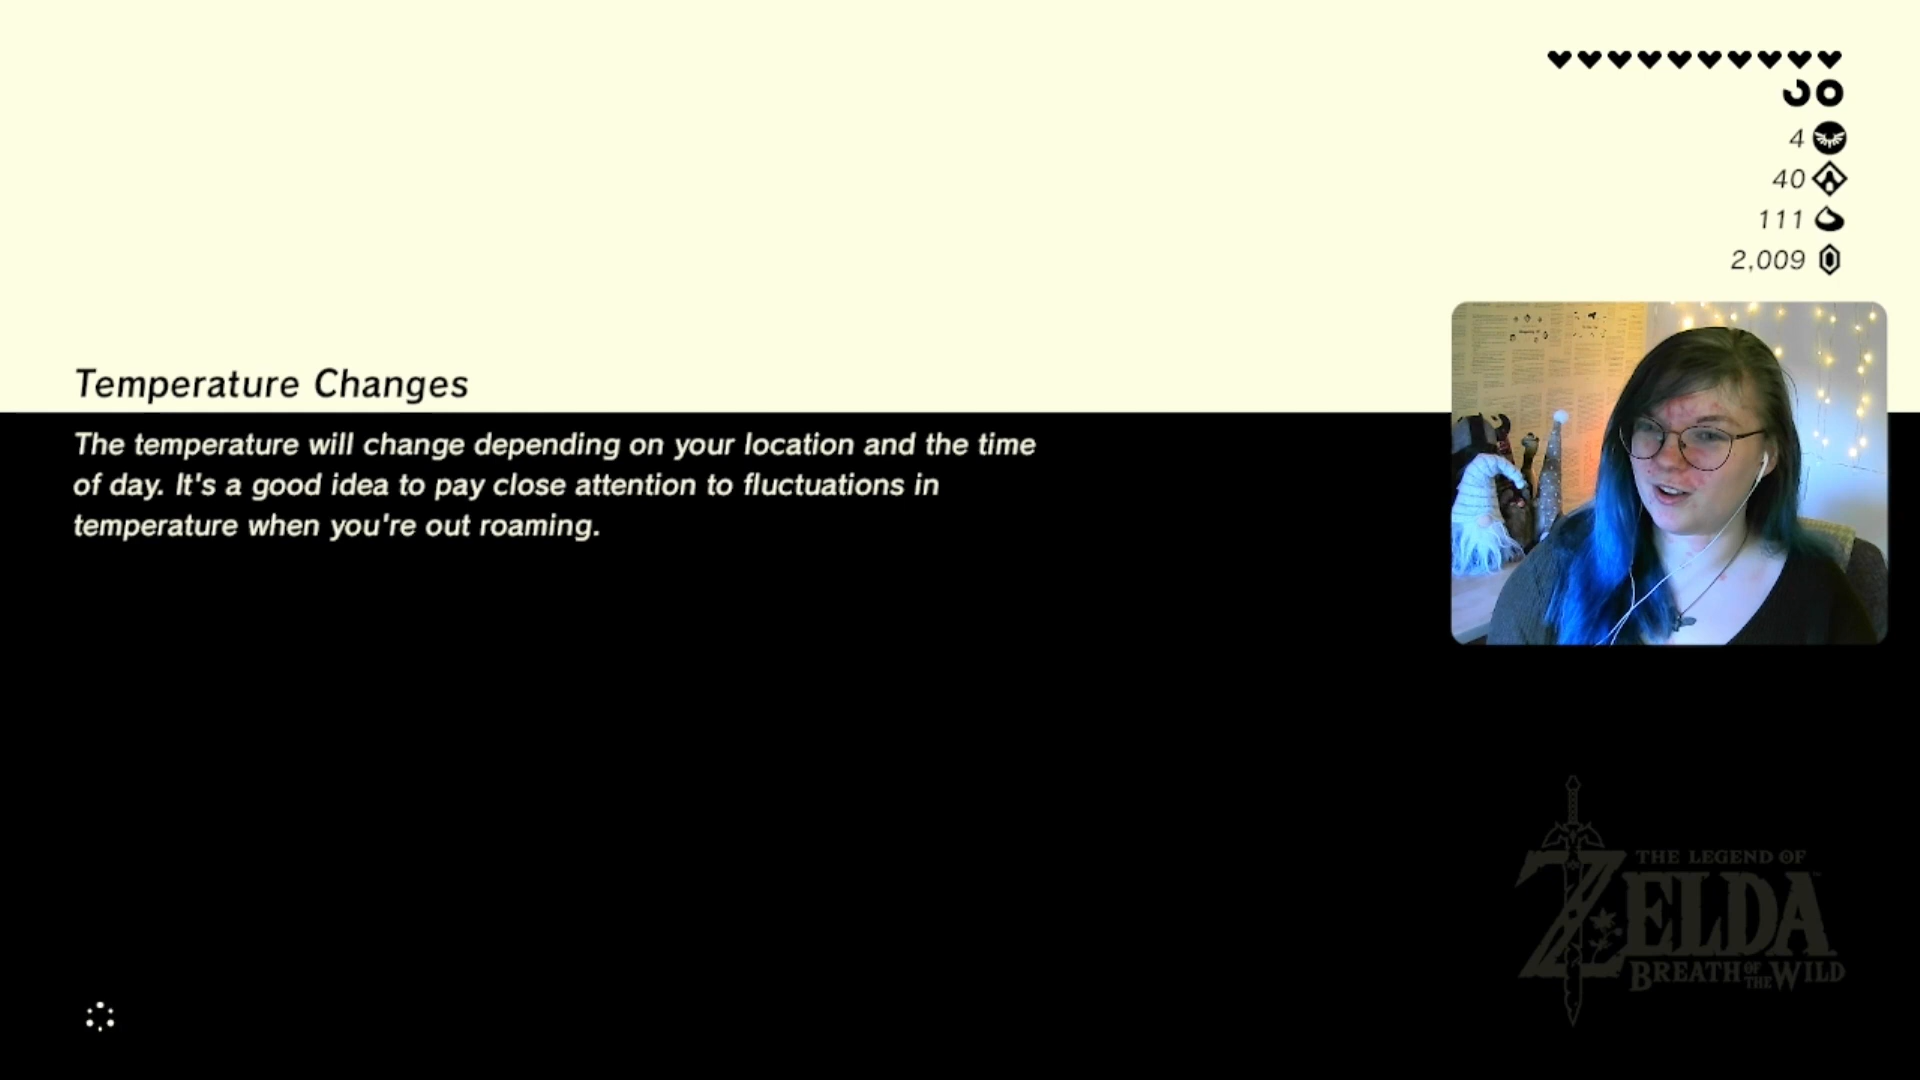 4
40
111
2,009
Temperature Changes
The temperature will change depending on your location and the time
of day. It's a good idea to pay close attention to fluctuations in
temperature when you're out roaming.
THE LEGEND OF
ZELDA
BREATH OF THE WILD